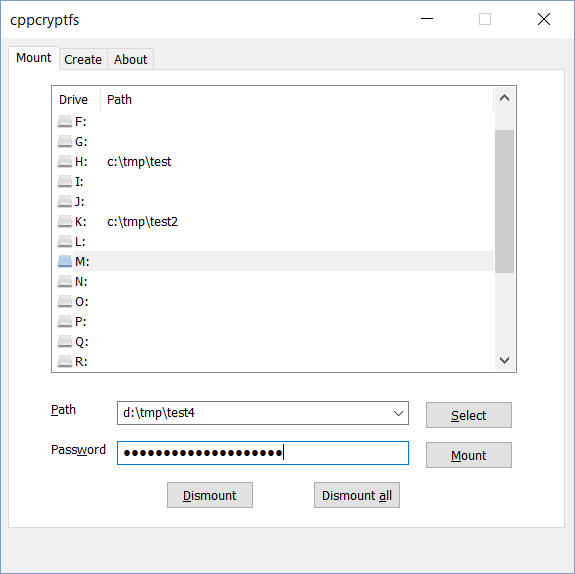 cppcryptfs
Mount Create About
Drive Path
F:
G:
H: c:\tmp\test
I:
J:
K: c:\tmp\test2
L:
M:
N:
O:
P:
Q:
R:
Path d:\tmp\test4 Select
Password ●●●●●●●●●●●●●●●●●●●● Mount
Dismount Dismount all